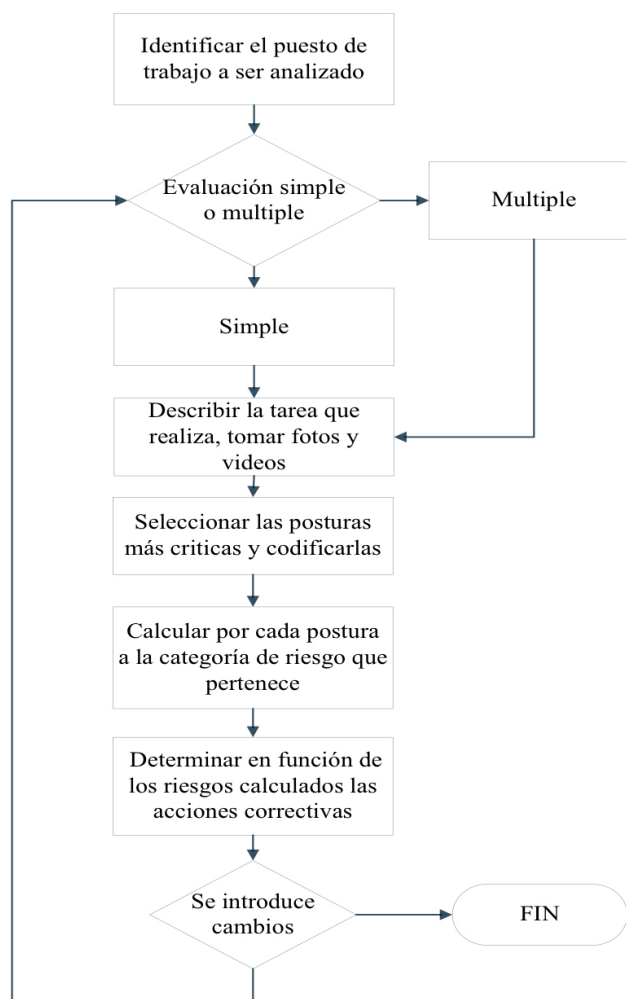 Identificar el puesto de
trabajo a ser analizado
Evaluación simple
o multiple
Multiple
Simple
Describir la tarea que
realiza, tomar fotos y
videos
Seleccionar las posturas
más criticas y codificarlas
Calcular por cada postura
a la categoría de riesgo que
pertenece
Determinar en función de
los riesgos calculados las
acciones correctivas
Se introduce
cambios
FIN